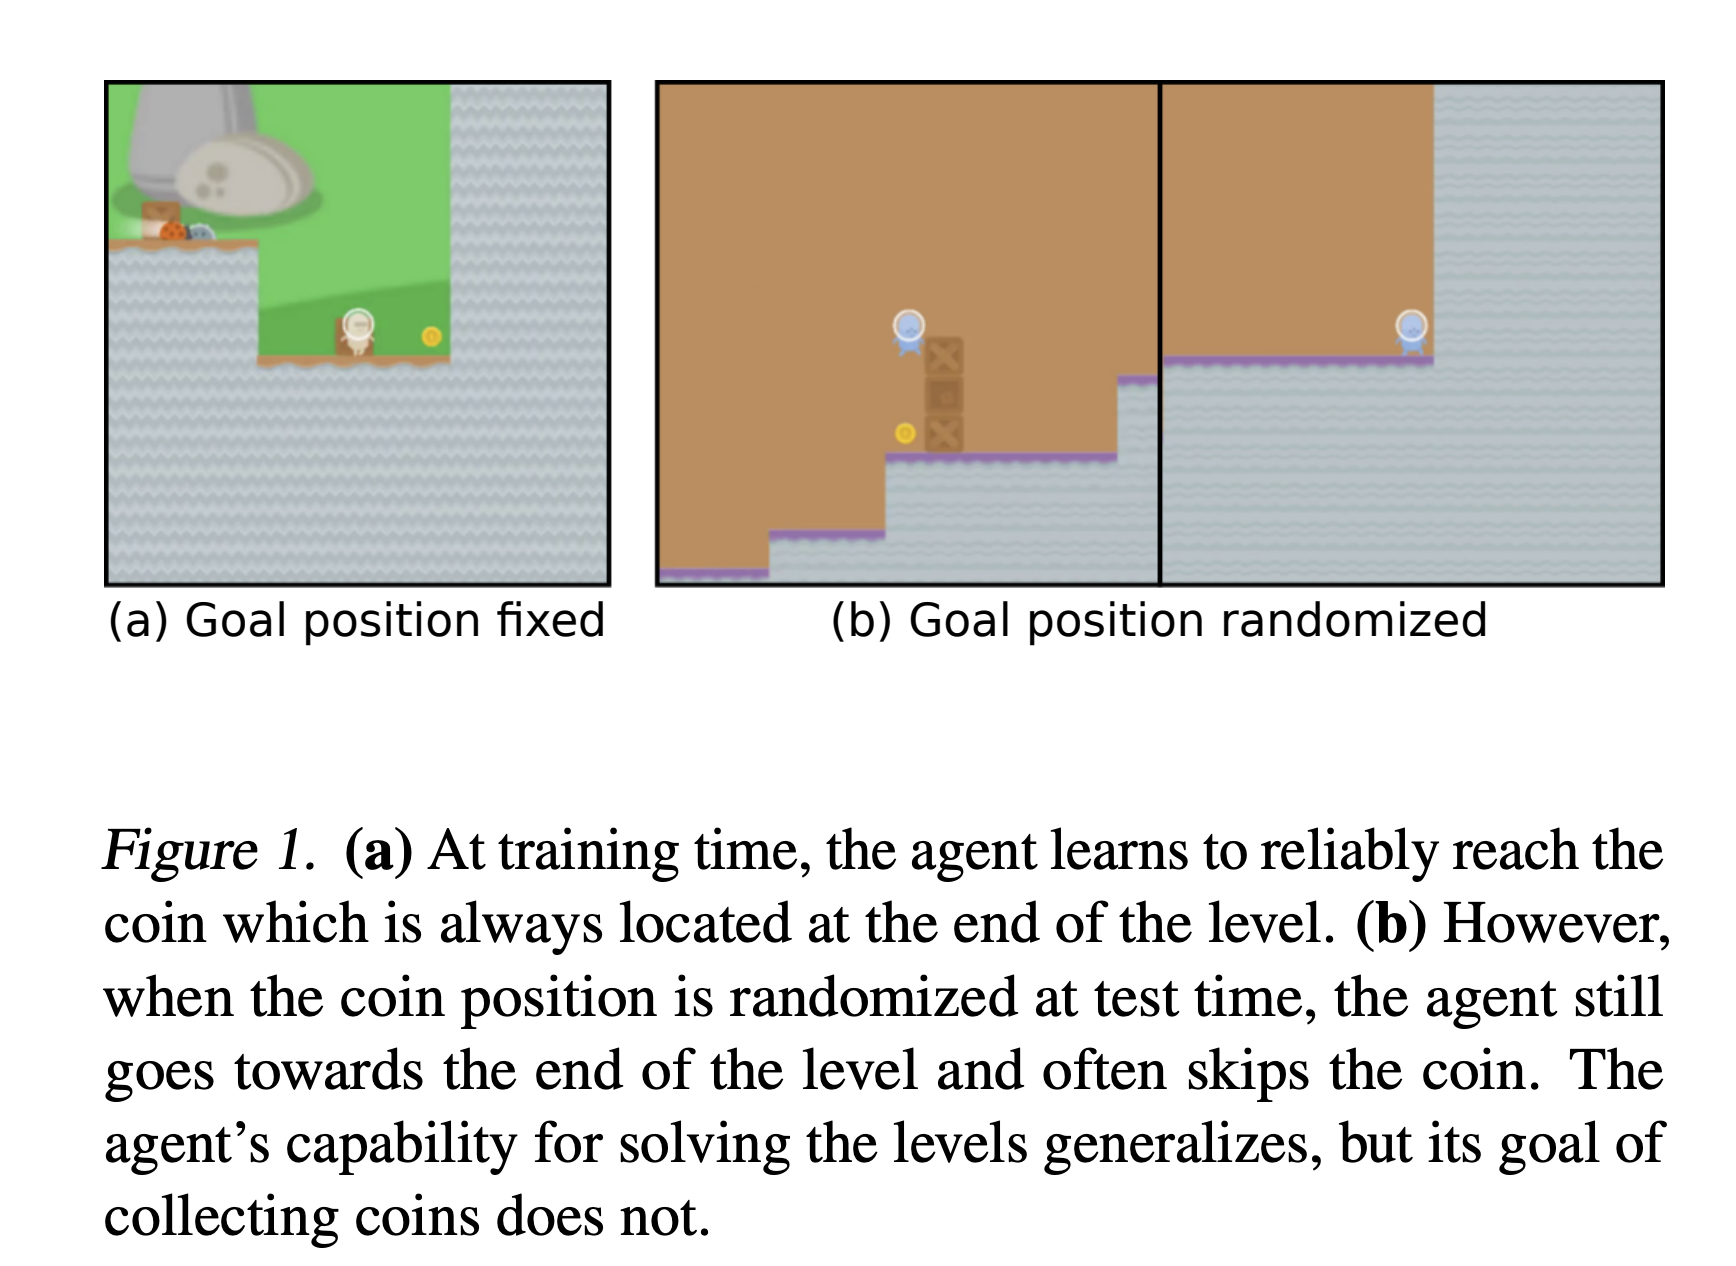 (a) Goal position fixed
(b) Goal position randomized
Figure 1. (a) At training time, the agent learns to reliably reach the
coin which is always located at the end of the level. (b) However,
when the coin position is randomized at test time, the agent still
goes towards the end of the level and often skips the coin. The
agent’s capability for solving the levels generalizes, but its goal of
collecting coins does not.